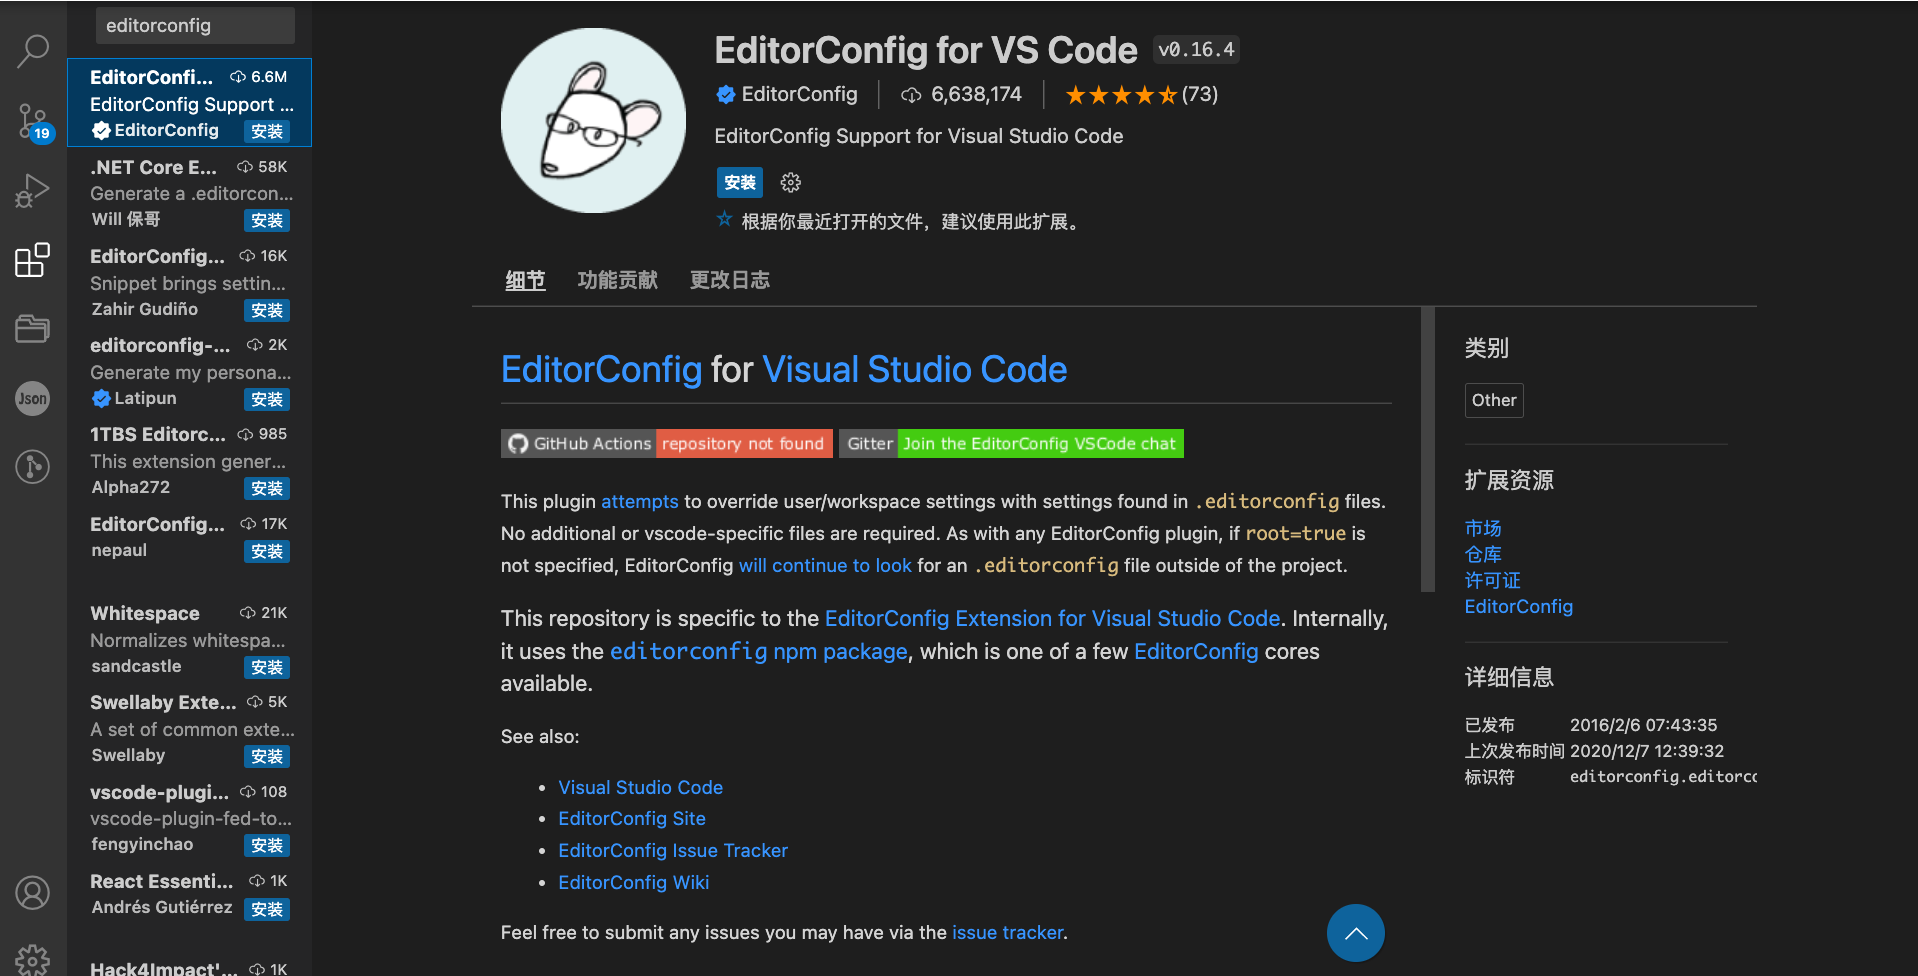 editorconfig
EditorConfi... 6.6M
EditorConfig Support ...
EditorConfig 安装
.NET Core E... 58K
Generate a .editorcon...
Will 保哥 安装
EditorConfig... 16K
Snippet brings settin...
Zahir Gudiño 安装
editorconfig-... 2K
Generate my persona...
Latipun 安装
1TBS Editorc... 985
This extension gener...
Alpha272 安装
EditorConfig... 17K
nepaul 安装
Whitespace 21K
Normalizes whitespa...
sandcastle 安装
Swellaby Exte... 5K
A set of common exte...
Swellaby 安装
vscode-plugi... 108
vscode-plugin-fed-to...
fengyinchao 安装
React Essenti... 1K
Andrés Gutiérrez 安装
Hack4Impact'... 1K
19
Json
EditorConfig for VS Code v0.16.4
EditorConfig 6,638,174 (73)
EditorConfig Support for Visual Studio Code
安装
根据你最近打开的文件，建议使用此扩展。
细节 功能贡献 更改日志
EditorConfig for Visual Studio Code
GitHub Actions repository not found Gitter Join the EditorConfig VSCode chat
This plugin attempts to override user/workspace settings with settings found in .editorconfig files.
No additional or vscode-specific files are required. As with any EditorConfig plugin, if root=true is
not specified, EditorConfig will continue to look for an .editorconfig file outside of the project.
This repository is specific to the EditorConfig Extension for Visual Studio Code. Internally,
it uses the editorconfig npm package, which is one of a few EditorConfig cores
available.
See also:
• Visual Studio Code
• EditorConfig Site
• EditorConfig Issue Tracker
• EditorConfig Wiki
Feel free to submit any issues you may have via the issue tracker.
类别
Other
扩展资源
市场
仓库
许可证
EditorConfig
详细信息
已发布 2016/2/6 07:43:35
上次发布时间 2020/12/7 12:39:32
标识符 editorconfig.editorco